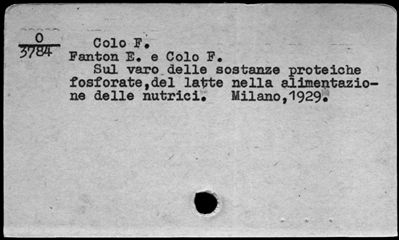 O
3784
Colo F.
Fanton E. e Colo F.
Sul varo delle sostanze proteiche
fosforate,del latte nella alimentazio-
ne delle nutrici. Milano,1929.